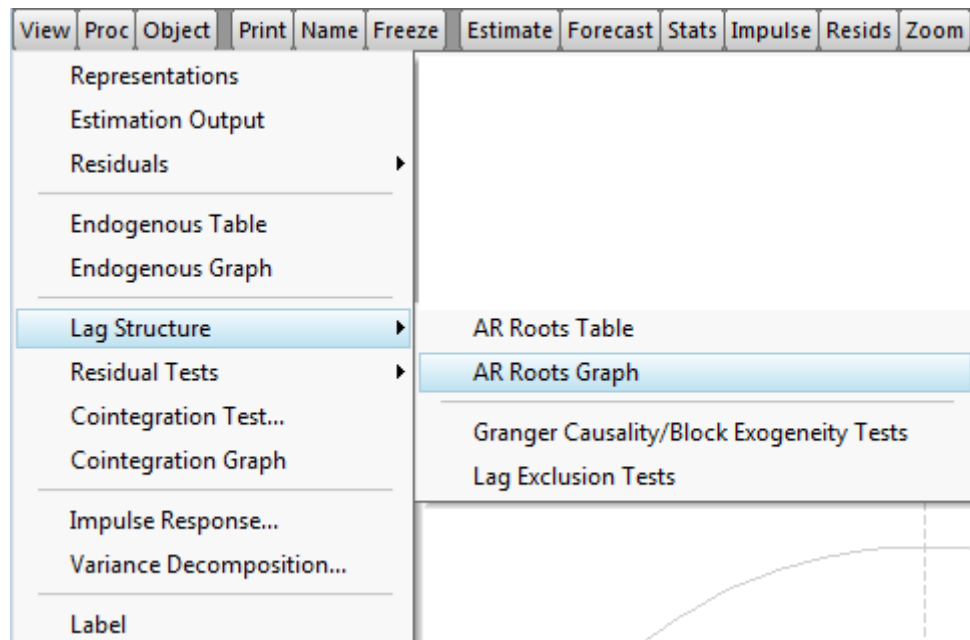 View Proc Object Print Name Freeze Estimate Forecast Stats Impulse Resids Zoom
Representations
Estimation Output
Residuals
Endogenous Table
Endogenous Graph
Lag Structure
Residual Tests
Cointegration Test...
Cointegration Graph
Impulse Response...
Variance Decomposition...
Label
AR Roots Table
AR Roots Graph
Granger Causality/Block Exogeneity Tests
Lag Exclusion Tests